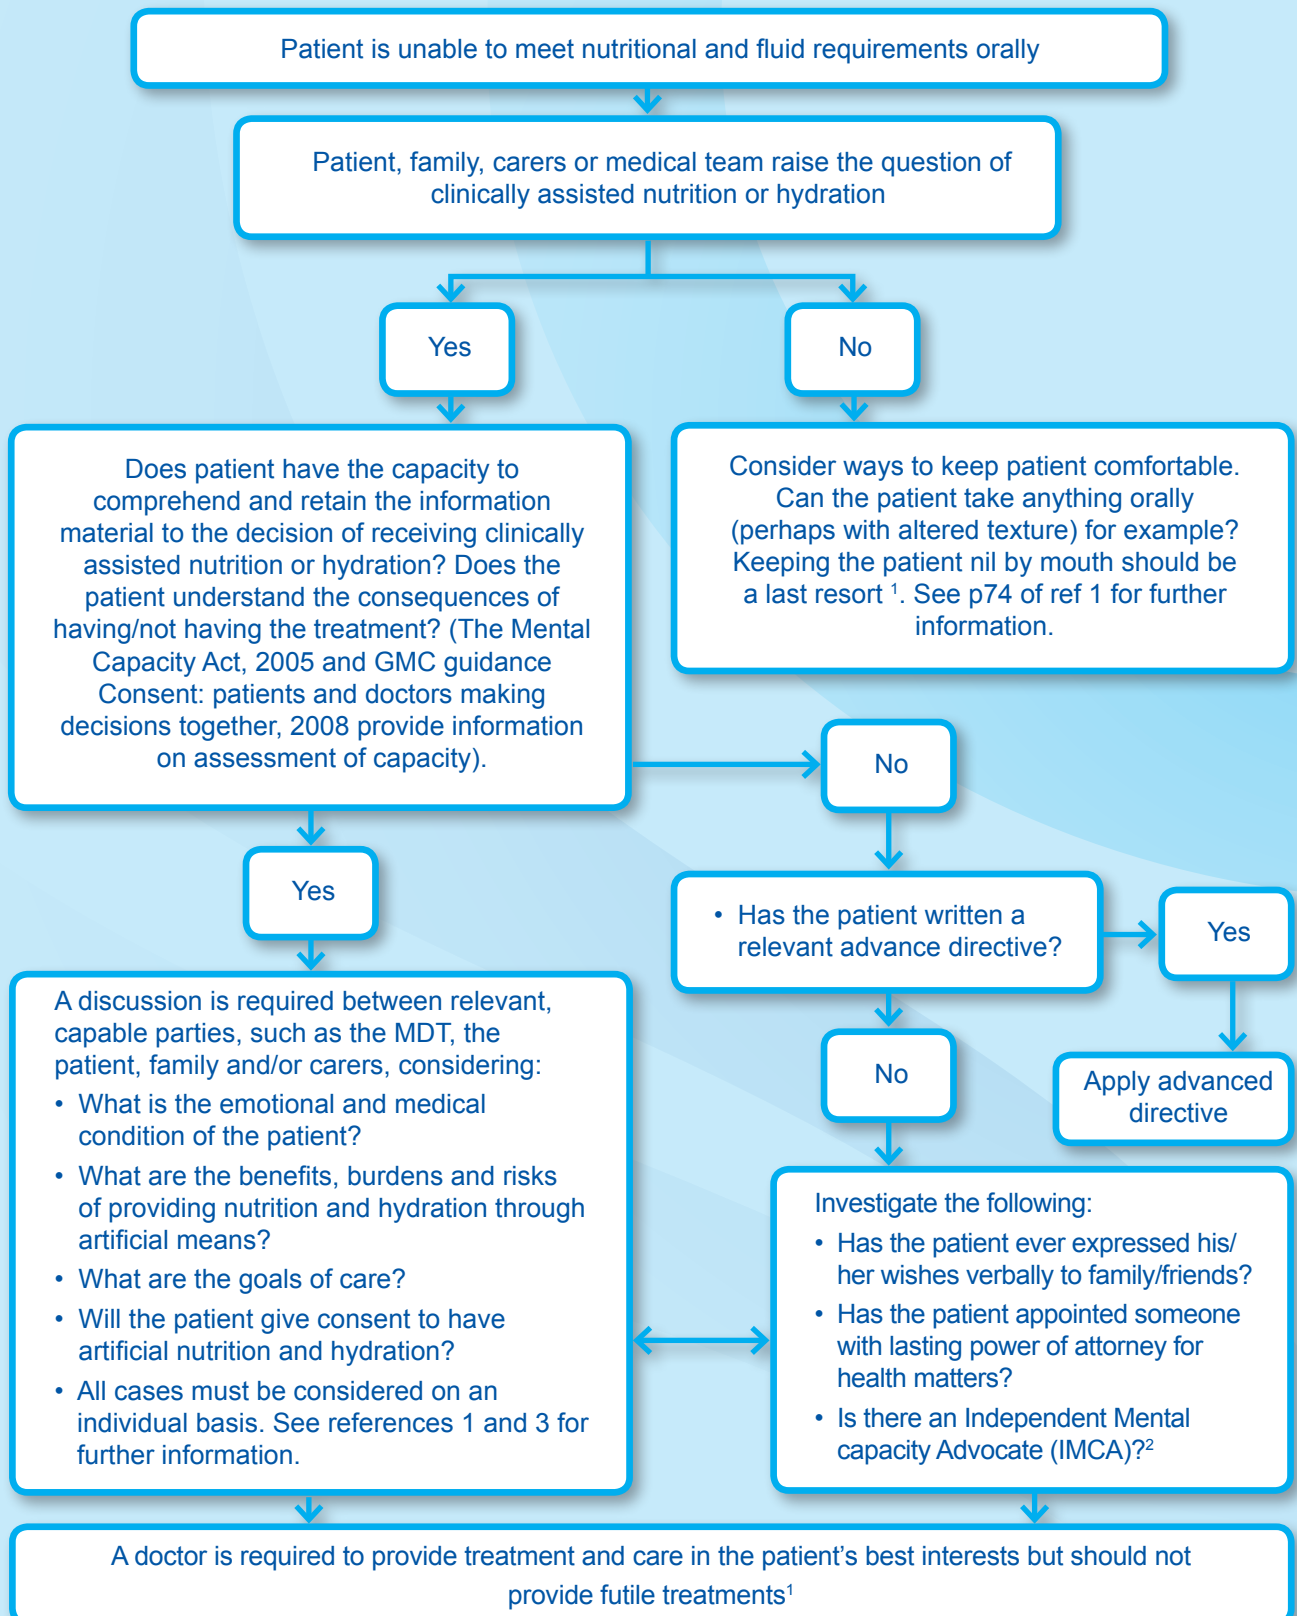 Patient is unable to meet nutritional and fluid requirements orally
Patient, family, carers or medical team raise the question of
clinically assisted nutrition or hydration
Yes
No
Does patient have the capacity to
comprehend and retain the information
material to the decision of receiving clinically
assisted nutrition or hydration? Does the
patient understand the consequences of
having/not having the treatment? (The Mental
Capacity Act, 2005 and GMC guidance
Consent: patients and doctors making
decisions together, 2008 provide information
on assessment of capacity).
Consider ways to keep patient comfortable.
Can the patient take anything orally
(perhaps with altered texture) for example?
Keeping the patient nil by mouth should be
a last resort ¹. See p74 of ref 1 for further
information.
No
Yes
• Has the patient written a
relevant advance directive?
Yes
No
Apply advanced
directive
A discussion is required between relevant,
capable parties, such as the MDT, the
patient, family and/or carers, considering:
• What is the emotional and medical
condition of the patient?
• What are the benefits, burdens and risks
of providing nutrition and hydration through
artificial means?
• What are the goals of care?
• Will the patient give consent to have
artificial nutrition and hydration?
• All cases must be considered on an
individual basis. See references 1 and 3 for
further information.
Investigate the following:
• Has the patient ever expressed his/
her wishes verbally to family/friends?
• Has the patient appointed someone
with lasting power of attorney for
health matters?
• Is there an Independent Mental
capacity Advocate (IMCA)?²
A doctor is required to provide treatment and care in the patient’s best interests but should not
provide futile treatments¹